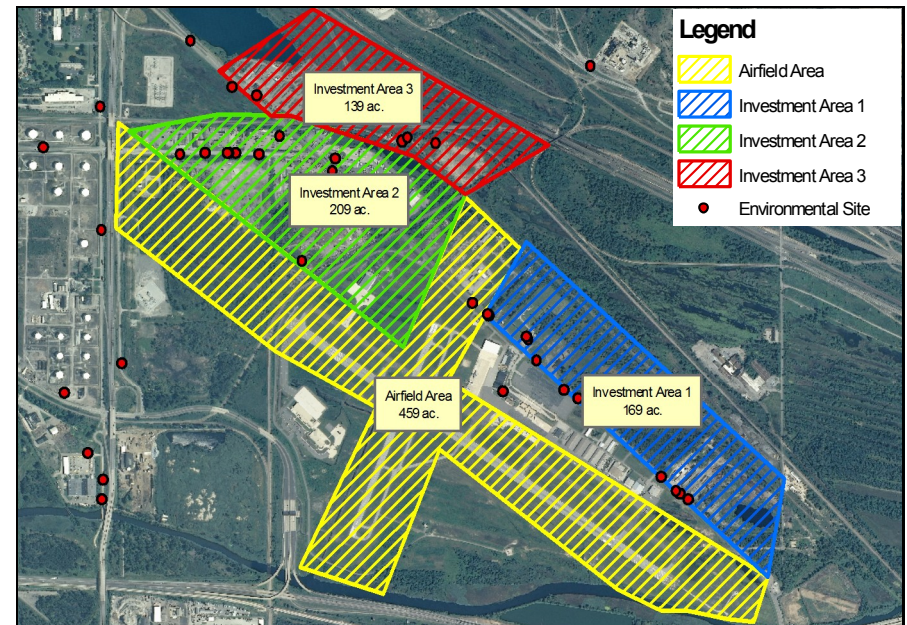 Legend
Airfield Area
Investment Area 1
Investment Area 2
Investment Area 3
Environmental Site
Investment Area 3
139 ac.
Investment Area 2
209 ac.
Airfield Area
459 ac.
Investment Area 1
169 ac.